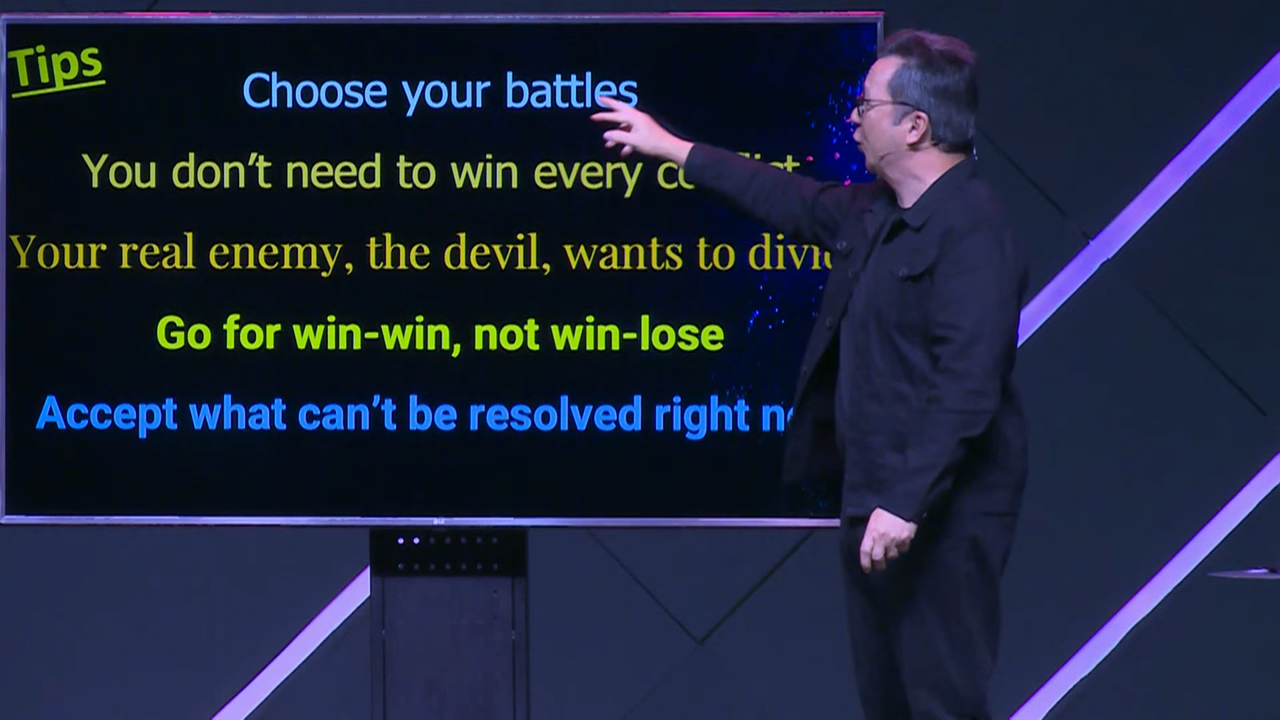 Tips
Choose your battles
You don't need to win every
Your real enemy, the devil, wants to
Go for win-win, not win-lose
Accept what can't be resolved right